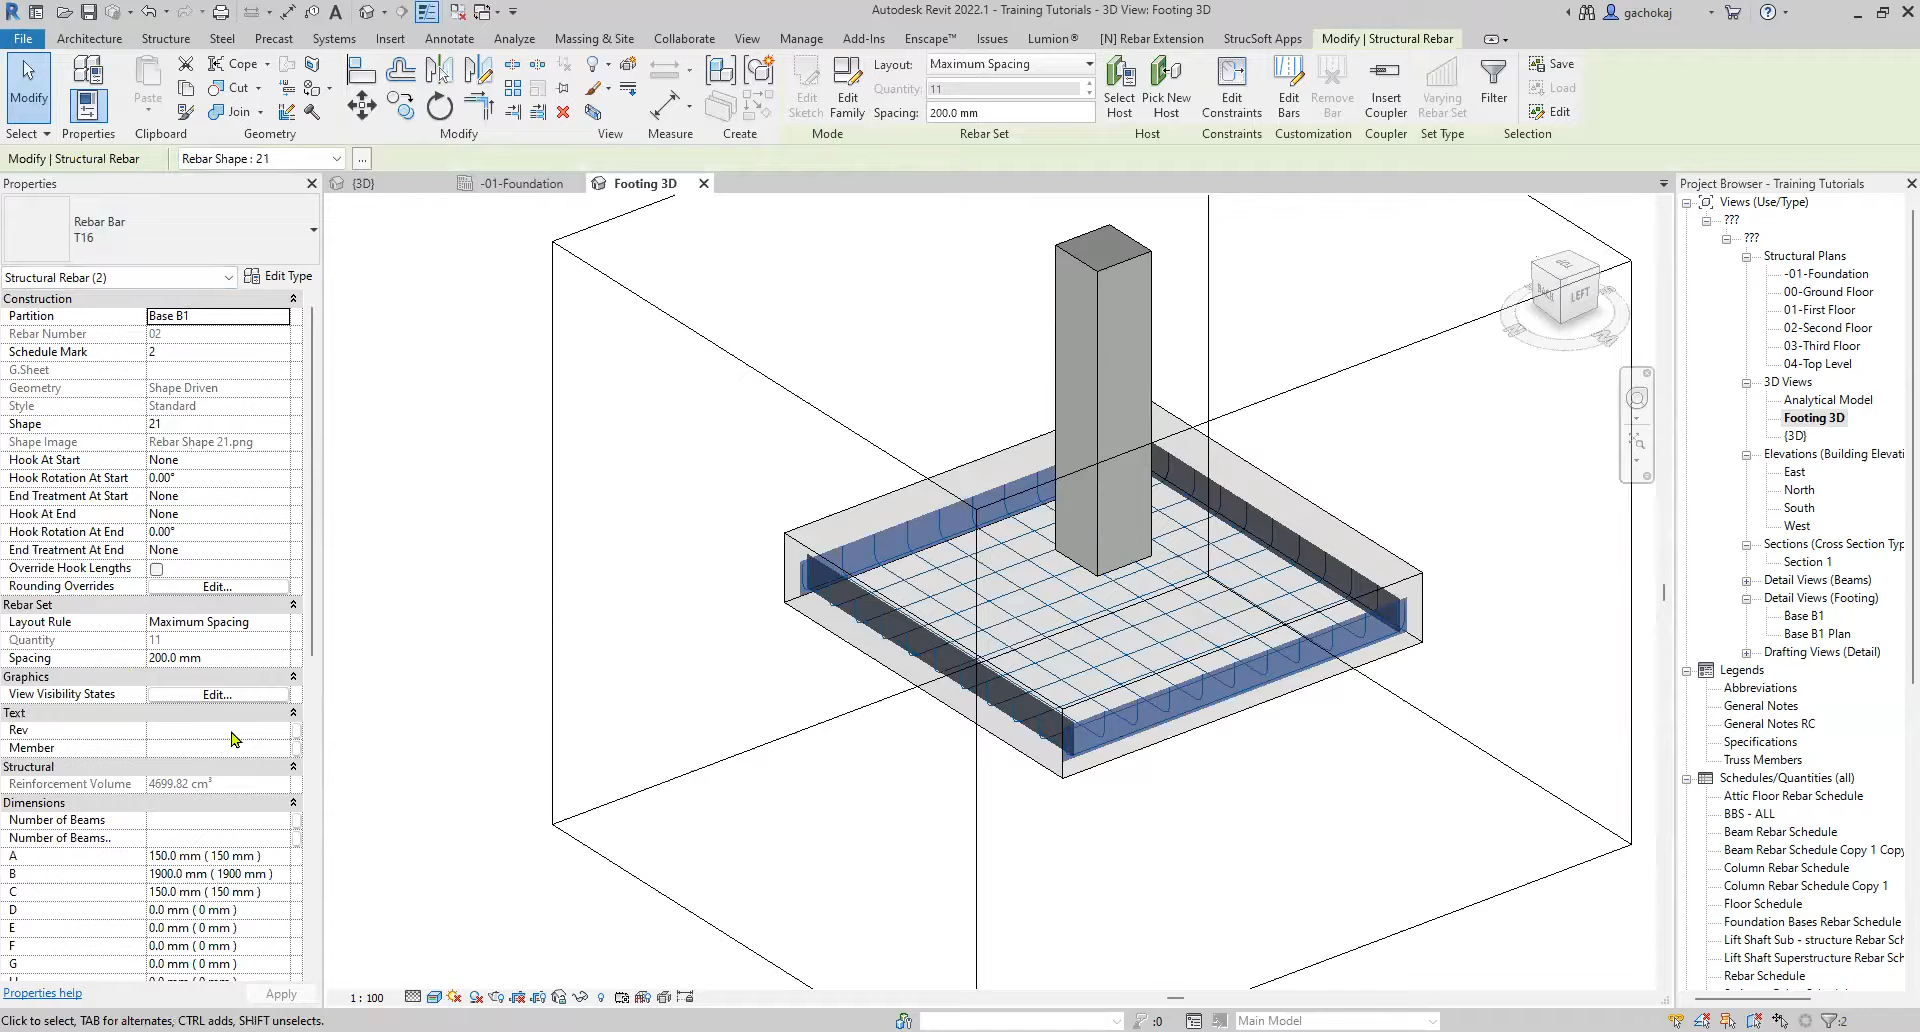 Autodesk Revit 2022.1 - Training Tutorials - 3D View: Footing 3D
gachokaj
File
Architecture
Structure
Steel
Precast
Systems
Insert
Annotate
Analyze
Massing & Site
Collaborate
View
Manage
Add-Ins
Enscape™
Issues
Lumion®
[N] Rebar Extension
StrucSoft Apps
Modify | Structural Rebar
Modify
Paste
Cope
Cut
Join
Edit Sketch
Edit Family
Layout: Maximum Spacing
Quantity: 11
Spacing: 200.0 mm
Select Host
Pick New Host
Edit Constraints
Edit Bars
Remove Bar
Insert Coupler
Varying Rebar Set
Filter
Save
Load
Edit
Select
Properties
Clipboard
Geometry
Modify
View
Measure
Create
Mode
Rebar Set
Host
Constraints
Customization
Coupler
Set Type
Selection
Modify | Structural Rebar
Rebar Shape : 21
...
Properties
{3D}
-01-Foundation
Footing 3D
Project Browser - Training Tutorials
Rebar Bar
T16
Structural Rebar (2)
Edit Type
Construction
Partition Base B1
Rebar Number 02
Schedule Mark 2
G.Sheet
Geometry Shape Driven
Style Standard
Shape 21
Shape Image Rebar Shape 21.png
Hook At Start None
Hook Rotation At Start 0.00°
End Treatment At Start None
Hook At End None
Hook Rotation At End 0.00°
End Treatment At End None
Override Hook Lengths
Rounding Overrides Edit...
Rebar Set
Layout Rule Maximum Spacing
Quantity 11
Spacing 200.0 mm
Graphics
View Visibility States Edit...
Text
Rev
Member
Structural
Reinforcement Volume 4699.82 cm³
Dimensions
Number of Beams
Number of Beams..
A 150.0 mm ( 150 mm )
B 1900.0 mm ( 1900 mm )
C 150.0 mm ( 150 mm )
D 0.0 mm ( 0 mm )
E 0.0 mm ( 0 mm )
F 0.0 mm ( 0 mm )
G 0.0 mm ( 0 mm )
Properties help
Apply
TOP
BACK
LEFT
Views (Use/Type)
???
???
Structural Plans
-01-Foundation
00-Ground Floor
01-First Floor
02-Second Floor
03-Third Floor
04-Top Level
3D Views
Analytical Model
Footing 3D
{3D}
Elevations (Building Elevati
East
North
South
West
Sections (Cross Section Typ
Section 1
Detail Views (Beams)
Detail Views (Footing)
Base B1
Base B1 Plan
Drafting Views (Detail)
Legends
Abbreviations
General Notes
General Notes RC
Specifications
Truss Members
Schedules/Quantities (all)
Attic Floor Rebar Schedule
BBS - ALL
Beam Rebar Schedule
Beam Rebar Schedule Copy 1 Copy
Column Rebar Schedule
Column Rebar Schedule Copy 1
Floor Schedule
Foundation Bases Rebar Schedule
Lift Shaft Sub - structure Rebar Sch
Lift Shaft Superstructure Rebar Sch
Rebar Schedule
1 : 100
Click to select, TAB for alternates, CTRL adds, SHIFT unselects.
:0
Main Model
:2